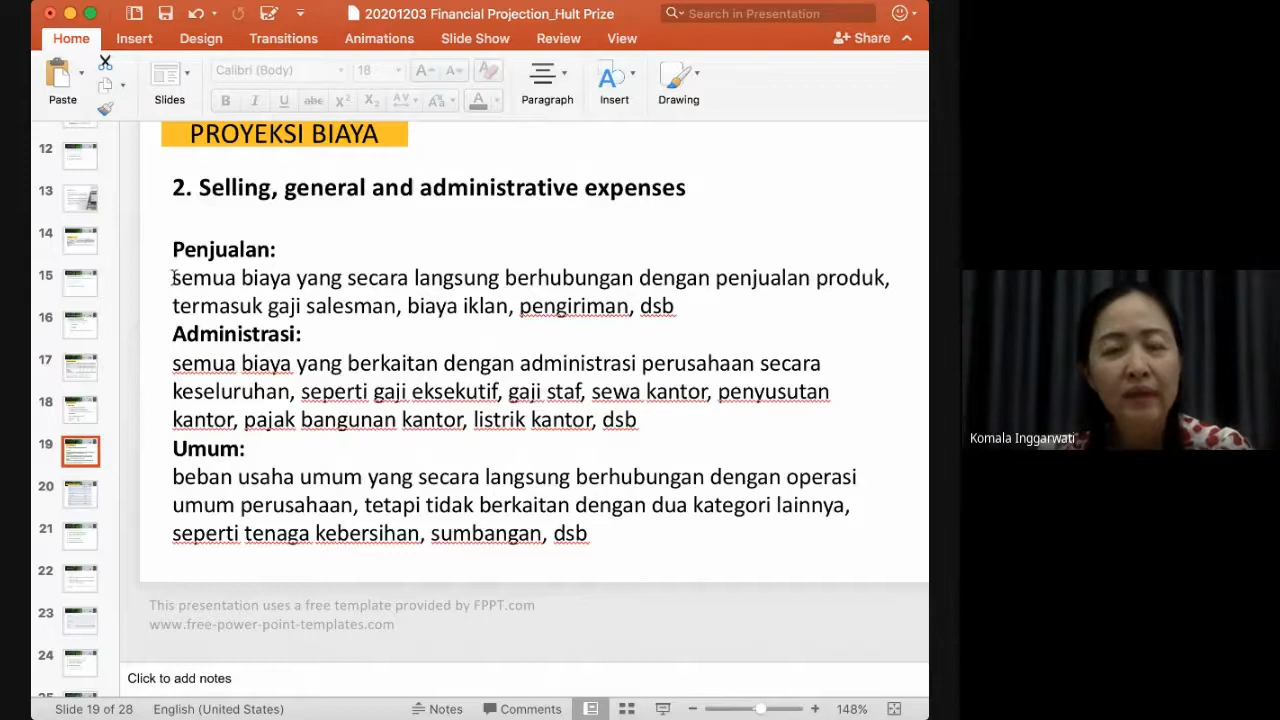 20201203 Financial Projection_Hult Prize
Search in Presentation
Home Insert Design Transitions Animations Slide Show Review View Share
Calibri (Body) 18
Paste Slides Paragraph Insert Drawing
B I U abc X² X₂ AV Aa A
PROYEKSI BIAYA
2. Selling, general and administrative expenses
Penjualan:
semua biaya yang secara langsung berhubungan dengan penjualan produk,
termasuk gaji salesman, biaya iklan, pengiriman, dsb
Administrasi:
semua biaya yang berkaitan dengan administrasi perusahaan secara
keseluruhan, seperti gaji eksekutif, gaji staf, sewa kantor, penyusutan
kantor, pajak bangunan kantor, listrik kantor, dsb
Umum:
beban usaha umum yang secara langsung berhubungan dengan operasi
umum perusahaan, tetapi tidak berkaitan dengan dua kategori lainnya,
seperti tenaga kebersihan, sumbangan, dsb
This presentation uses a free template provided by FPPT.com
www.free-power-point-templates.com
Click to add notes
12
13
14
15
16
17
18
19
20
21
22
23
24
Slide 19 of 28 English (United States) Notes Comments 148%
Komala Inggarwati